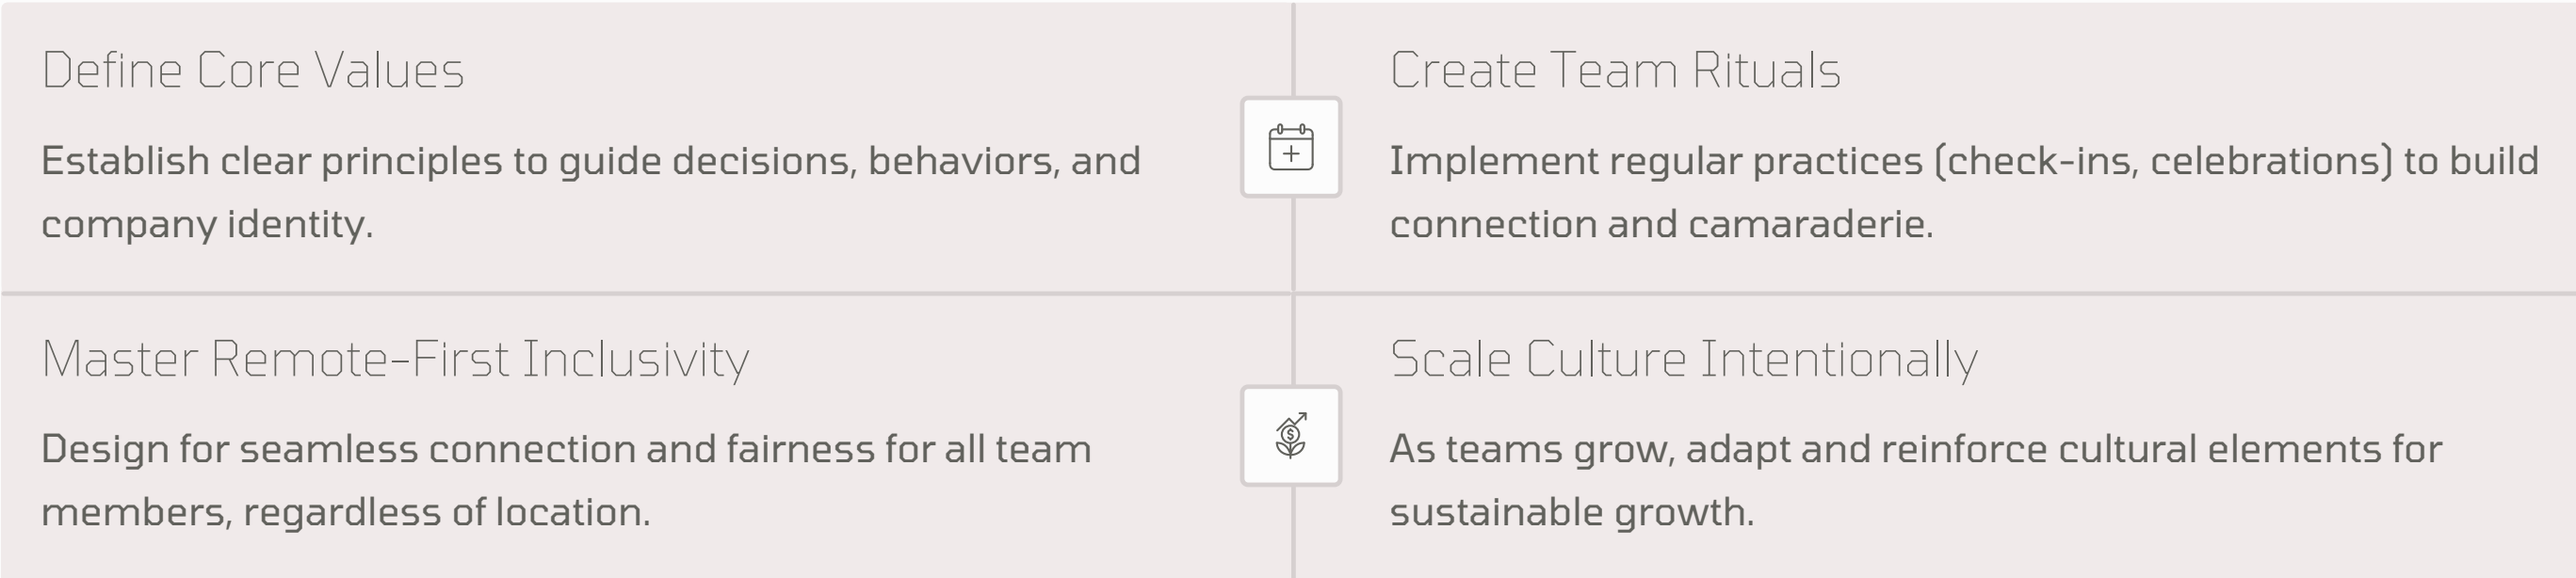 Define Core Values
Establish clear principles to guide decisions, behaviors, and
company identity.
Create Team Rituals
Implement regular practices (check-ins, celebrations) to build
connection and camaraderie.
Master Remote-First Inclusivity
Design for seamless connection and fairness for all team
members, regardless of location.
Scale Culture Intentionally
As teams grow, adapt and reinforce cultural elements for
sustainable growth.